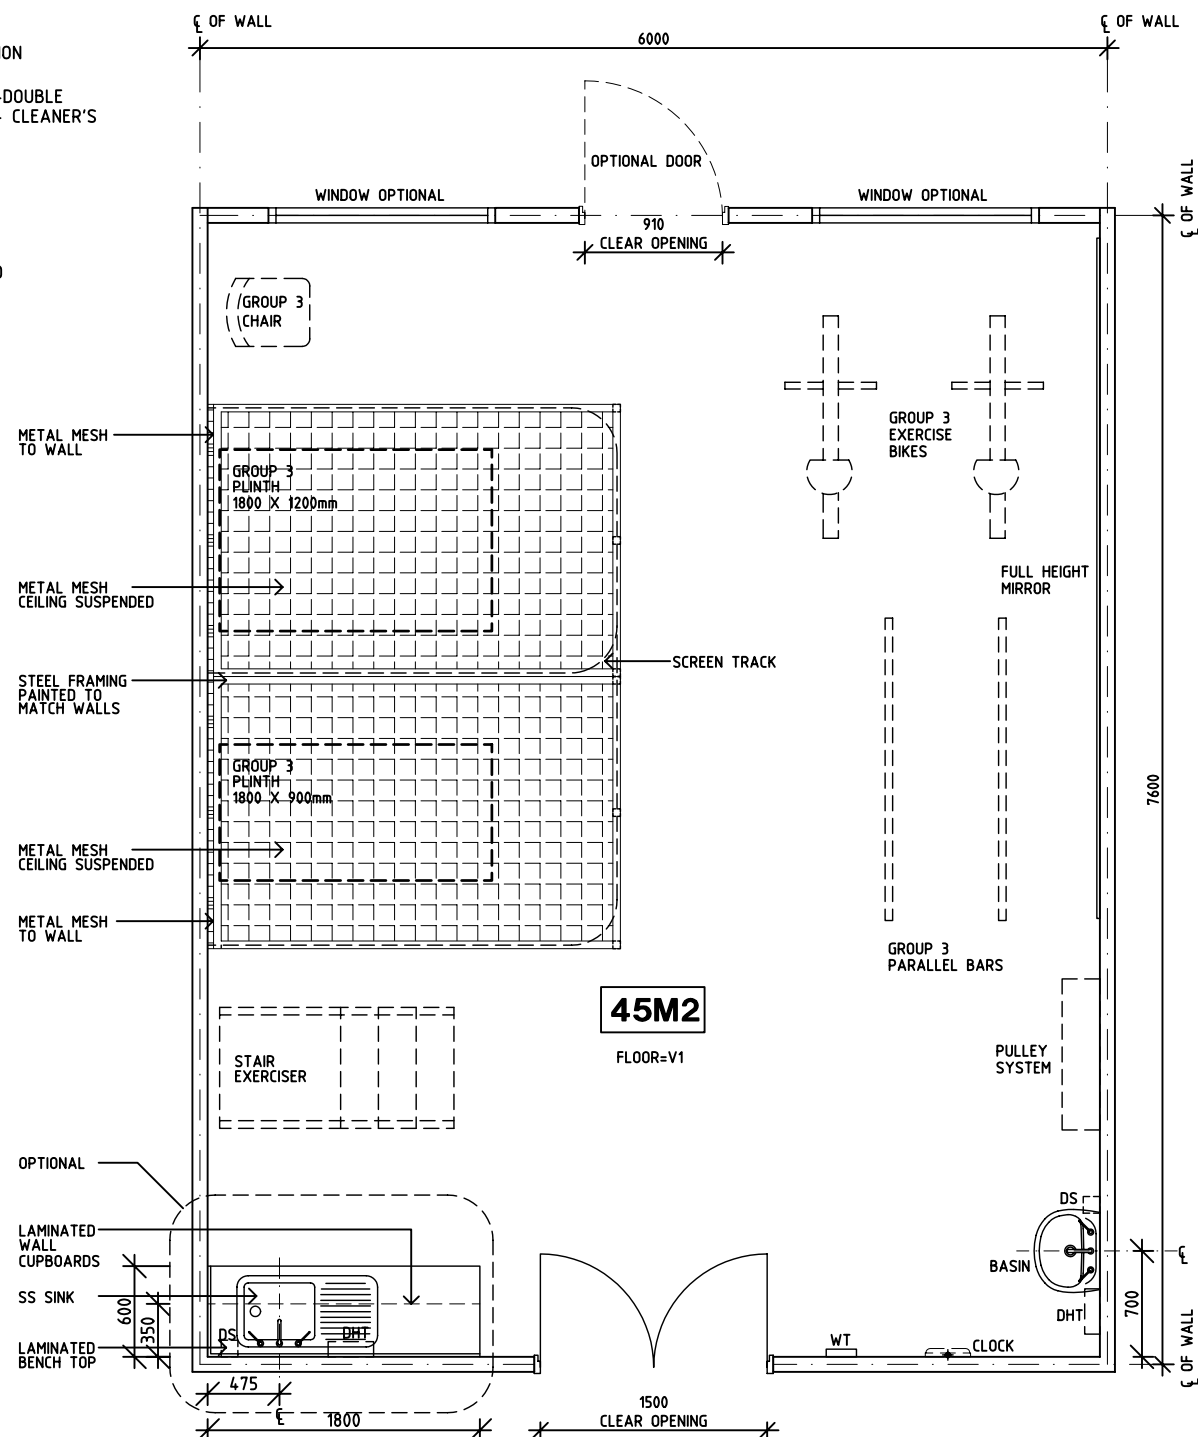 ℄ OF WALL
℄ OF WALL
6000
ION
-DOUBLE
- CLEANER'S
OPTIONAL DOOR
WINDOW OPTIONAL
WINDOW OPTIONAL
℄ OF WALL
910
CLEAR OPENING
GROUP 3
CHAIR
METAL MESH
TO WALL
GROUP 3
EXERCISE
BIKES
GROUP 3
PLINTH
1800 X 1200mm
METAL MESH
CEILING SUSPENDED
FULL HEIGHT
MIRROR
SCREEN TRACK
STEEL FRAMING
PAINTED TO
MATCH WALLS
GROUP 3
PLINTH
1800 X 900mm
7600
METAL MESH
CEILING SUSPENDED
METAL MESH
TO WALL
GROUP 3
PARALLEL BARS
45M2
FLOOR=V1
STAIR
EXERCISER
PULLEY
SYSTEM
OPTIONAL
LAMINATED
WALL
CUPBOARDS
DS
BASIN
℄
SS SINK
600
350
700
DHT
DS
DHT
LAMINATED
BENCH TOP
WT
CLOCK
℄ OF WALL
475
℄
1800
1500
CLEAR OPENING